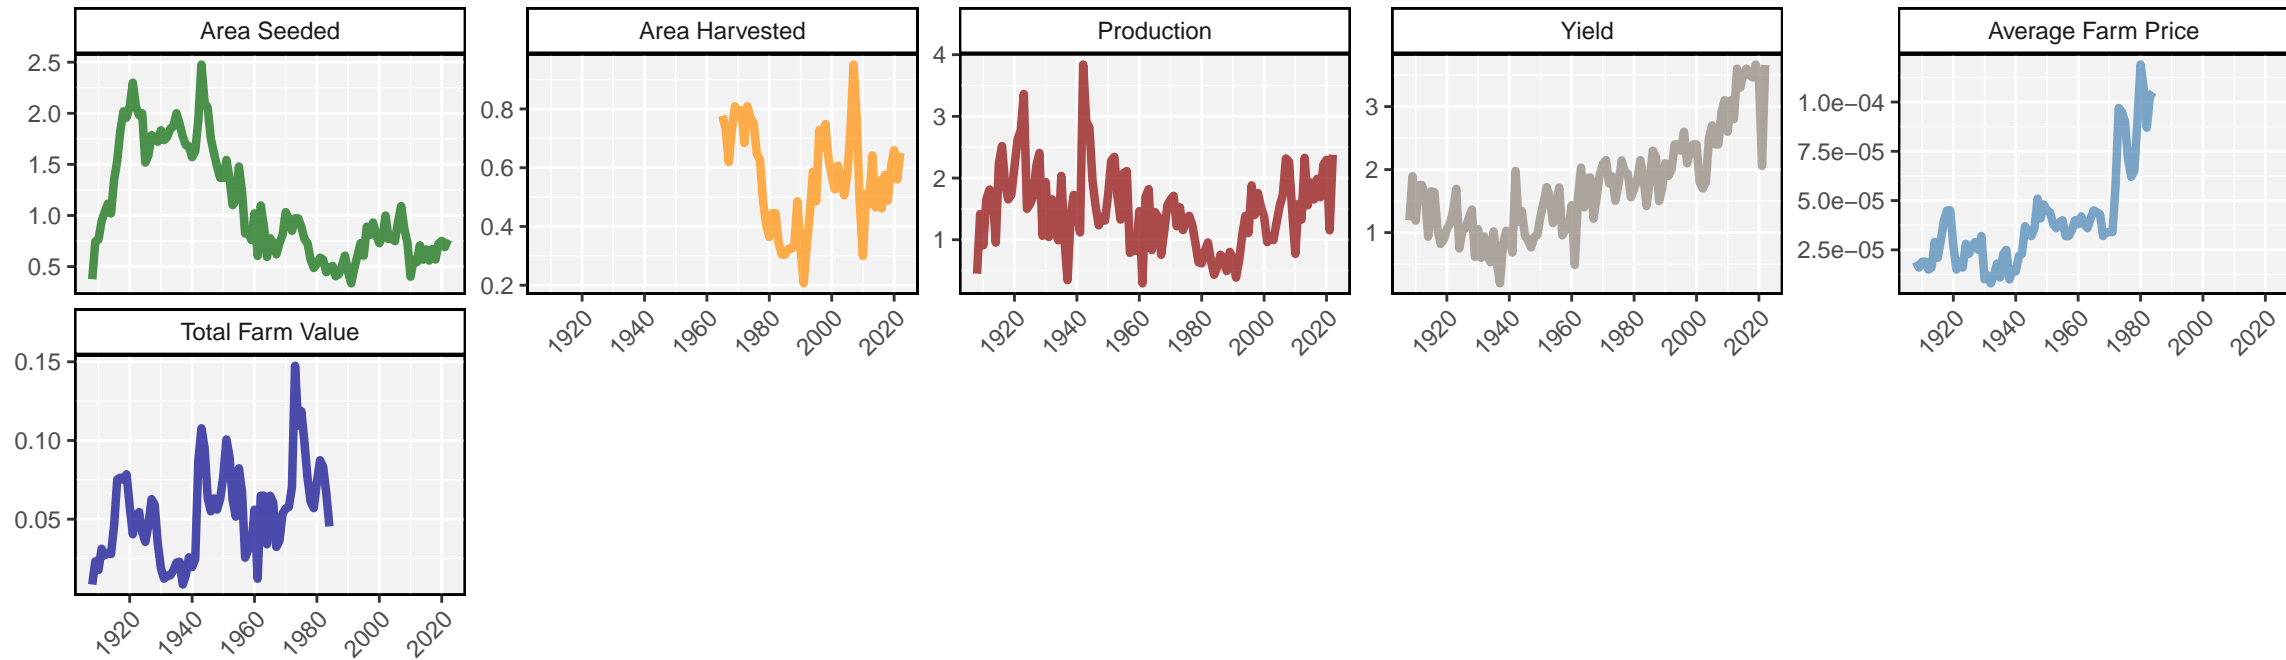 Area Seeded
2.5
2.0
1.5
1.0
0.5
Area Harvested
0.8
0.6
0.4
0.2
1920 1940 1960 1980 2000 2020
Production
4
3
2
1
1920 1940 1960 1980 2000 2020
Yield
3
2
1
1920 1940 1960 1980 2000 2020
Average Farm Price
1.0e−04
7.5e−05
5.0e−05
2.5e−05
1920 1940 1960 1980 2000 2020
Total Farm Value
0.15
0.10
0.05
1920 1940 1960 1980 2000 2020